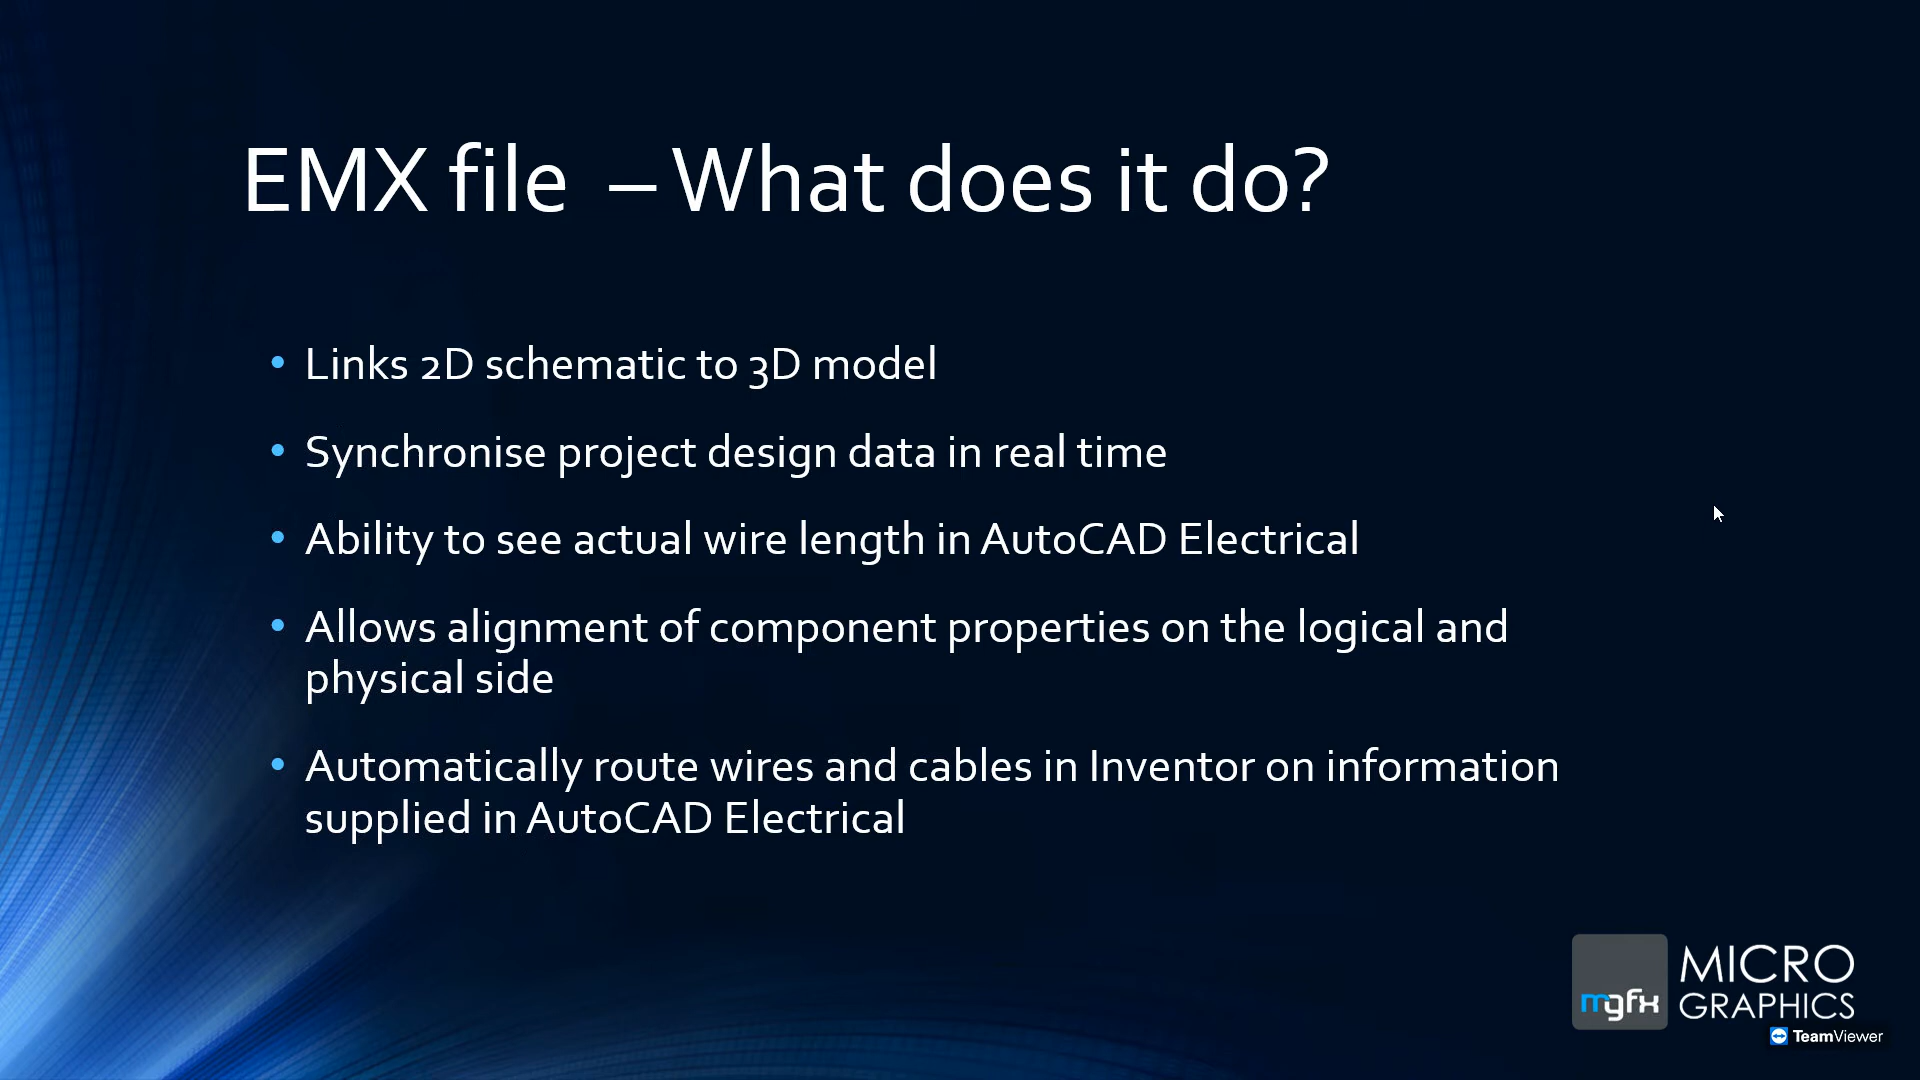 EMX file – What does it do?
• Links 2D schematic to 3D model
• Synchronise project design data in real time
• Ability to see actual wire length in AutoCAD Electrical
• Allows alignment of component properties on the logical and
physical side
• Automatically route wires and cables in Inventor on information
supplied in AutoCAD Electrical
mgfx
MICRO
GRAPHICS
TeamViewer